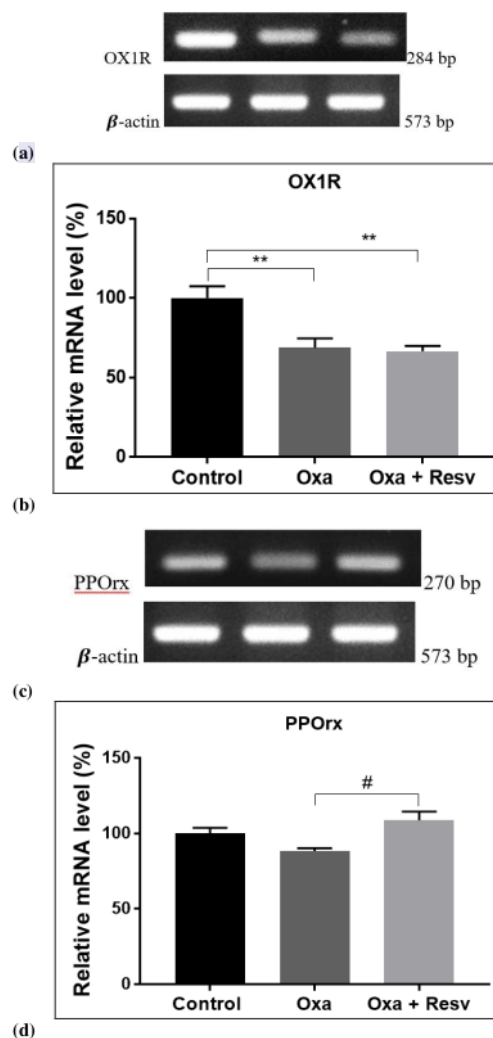 OX1R
284 bp
β-actin
573 bp
(a)
OX1R
Relative mRNA level (%)
150
100
50
0
**
**
Control Oxa Oxa + Resv
(b)
PPOrx
270 bp
β-actin
573 bp
(c)
PPOrx
Relative mRNA level (%)
150
100
50
0
#
Control Oxa Oxa + Resv
(d)